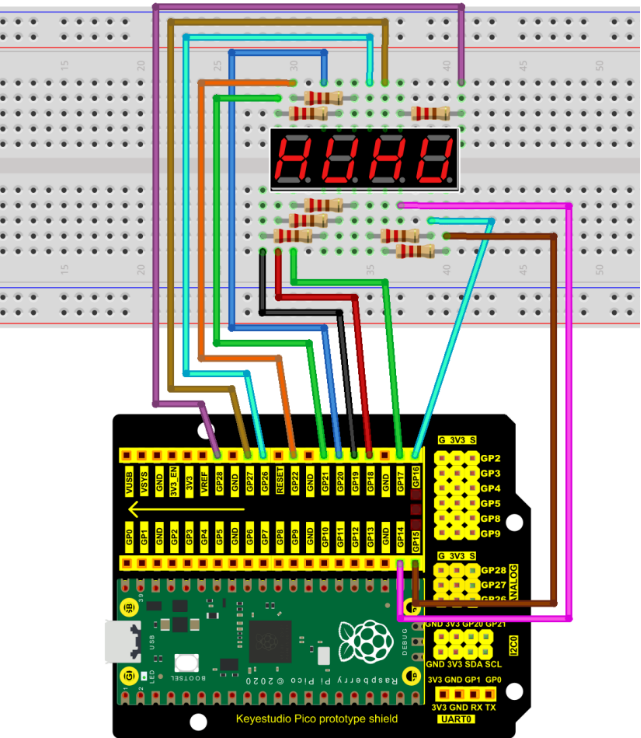 15 20 25 30 35 40 45 50
15 20 35 40 45 50
VUSB VSYS GND 3V3_EN 3V3 VREF GP28 GND GP27 GP26 RESET GP22 GND GP21 GP20 GP19 GP18 GND GP17 GP16
GP0 GP1 GND GP2 GP3 GP4 GP5 GND GP6 GP7 GP8 GP9 GND GP10 GP11 GP12 GP13 GND GP14 GP15
G 3V3 S
GP2
GP3
GP4
GP5
GP8
GP9
G 3V3 S
GP28
GP27
GP26
ANALOG
GND 3V3 GP20 GP21
I2C0
GND 3V3 SDA SCL
3V3 GND GP1 GP0
3V3 GND RX TX
UART0
USB
LED
BOOTSEL
Raspberry Pi Pico © 2020
DEBUG
Keyestudio Pico prototype shield